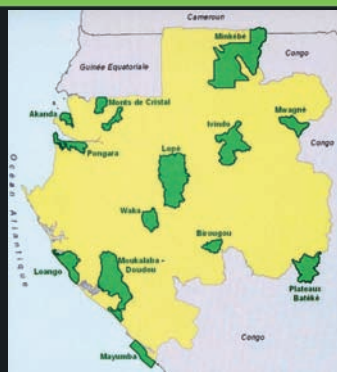 Cameroun
Minkébé
Guinée Equatoriale
Congo
Monts de Cristal
Akanda
Mwagné
Ivindo
Congo
Pongara
Lopé
Océan Atlantique
Waka
Birougou
Loango
Moukalaba -
Doudou
Plateaux
Batéké
Congo
Mayumba